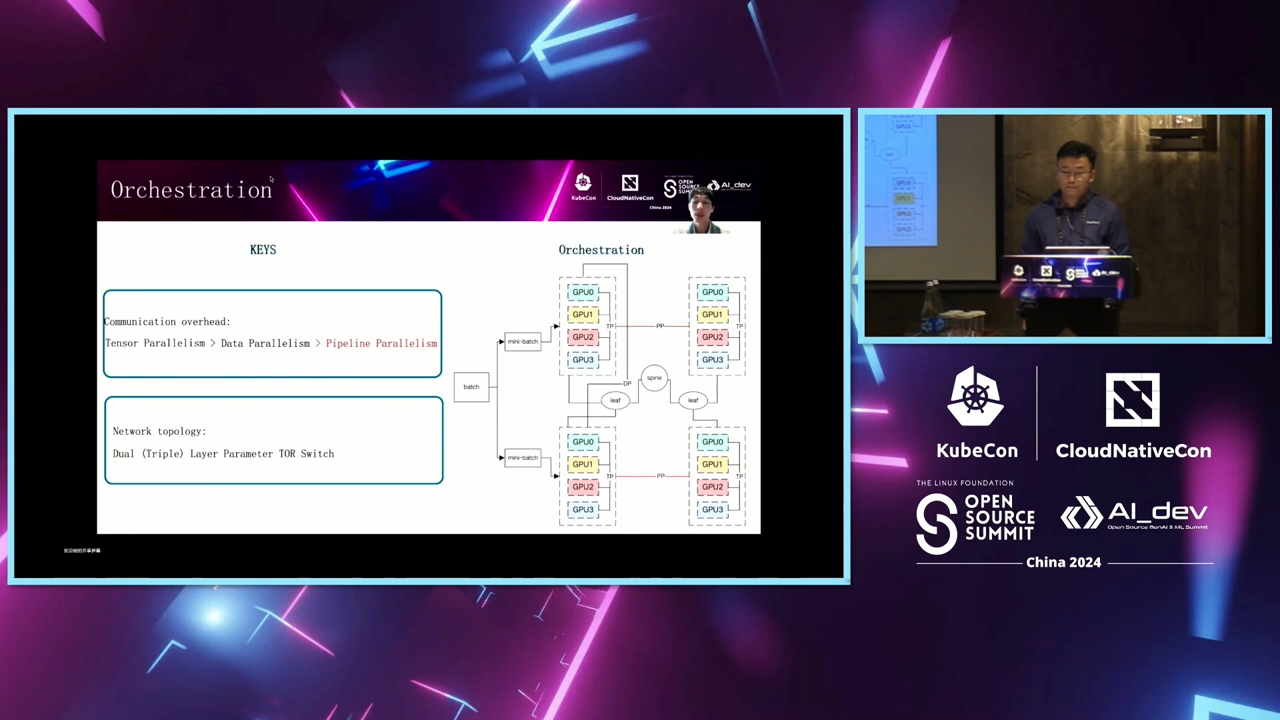 Orchestration
KubeCon
CloudNativeCon
THE LINUX FOUNDATION
OPEN
SOURCE
SUMMIT
AI_dev
China 2024
KEYS
Communication overhead:
Tensor Parallelism > Data Parallelism > Pipeline Parallelism
Network topology:
Dual (Triple) Layer Parameter TOR Switch
Orchestration
batch
mini-batch
mini-batch
GPU0
GPU1
GPU2
GPU3
TP
PP
GPU0
GPU1
GPU2
GPU3
TP
DP
spine
leaf
leaf
GPU0
GPU1
GPU2
GPU3
TP
PP
GPU0
GPU1
GPU2
GPU3
TP
KubeCon
CloudNativeCon
THE LINUX FOUNDATION
OPEN
SOURCE
SUMMIT
AI_dev
Open Source GenAI & ML Summit
China 2024